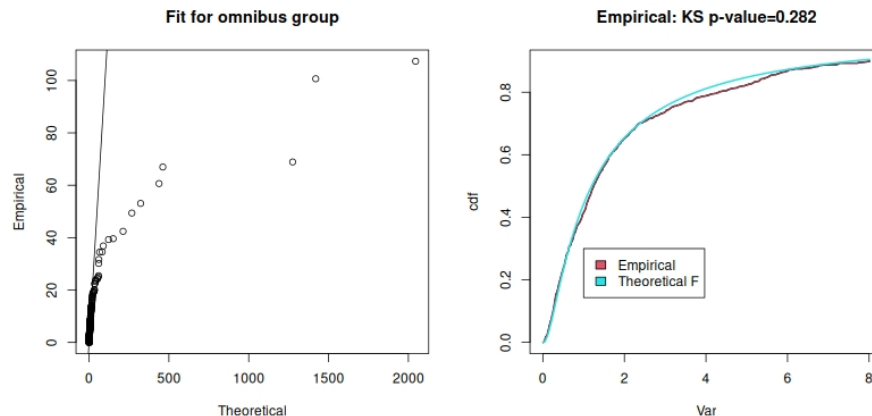 Fit for omnibus group
Empirical
100
80
60
40
20
0
0 500 1000 1500 2000
Theoretical
Empirical: KS p-value=0.282
cdf
0.8
0.6
0.4
0.2
0.0
Empirical
Theoretical F
0 2 4 6 8
Var